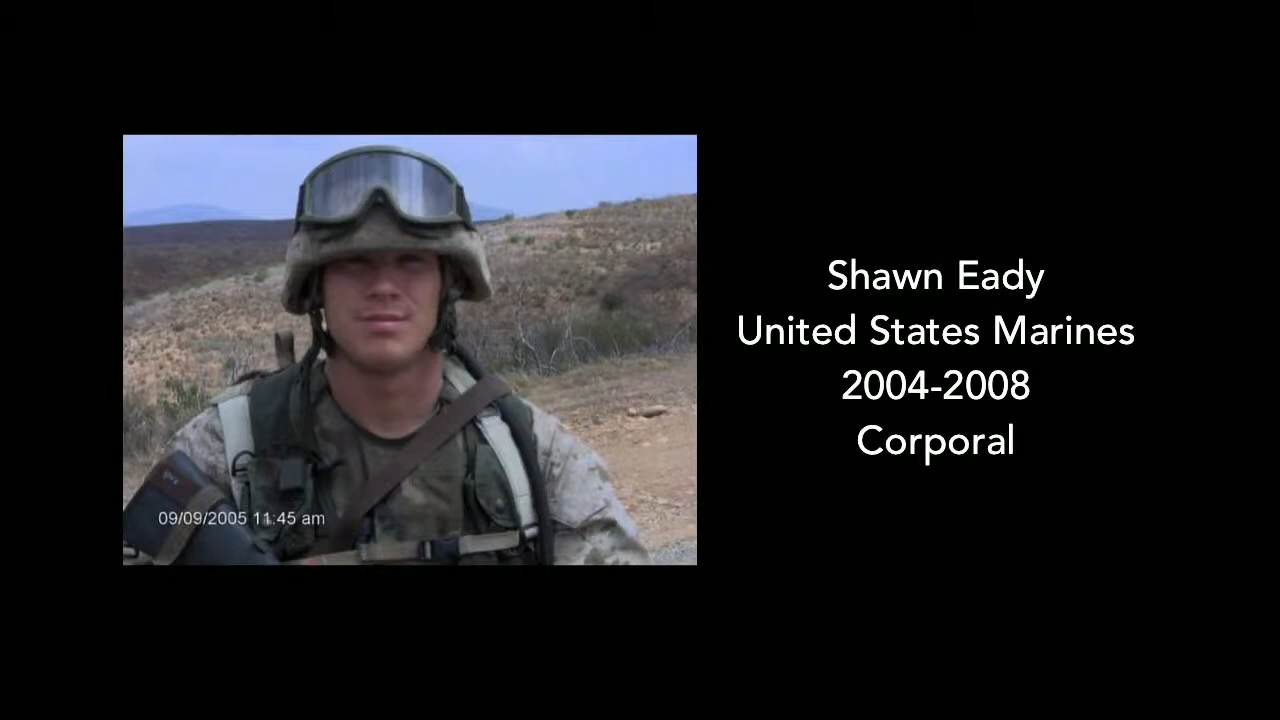 09/09/2005 11:45 am
Shawn Eady
United States Marines
2004-2008
Corporal